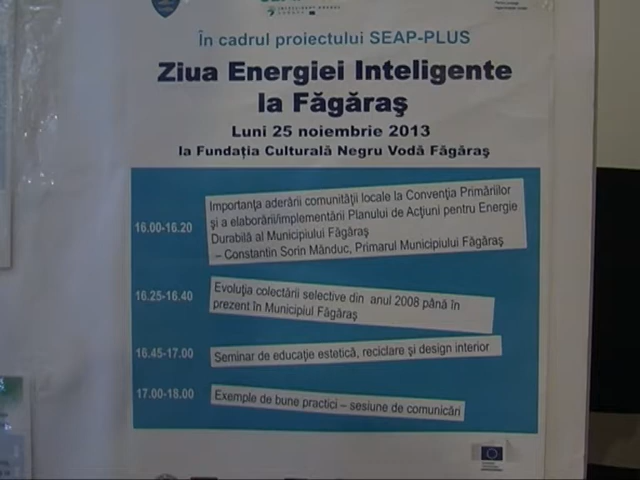 În cadrul proiectului SEAP-PLUS
Ziua Energiei Inteligente
la Făgăraş
Luni 25 noiembrie 2013
la Fundaţia Culturală Negru Vodă Făgăraş
16.00-16.20
Importanţa aderării comunităţii locale la Convenţia Primăriilor
şi a elaborării/implementării Planului de Acţiuni pentru Energie
Durabilă al Municipiului Făgăraş
– Constantin Sorin Mânduc, Primarul Municipiului Făgăraş
16.25-16.40
Evoluţia colectării selective din anul 2008 până în
prezent în Municipiul Făgăraş
16.45-17.00
Seminar de educaţie estetică, reciclare şi design interior
17.00-18.00
Exemple de bune practici – sesiune de comunicări